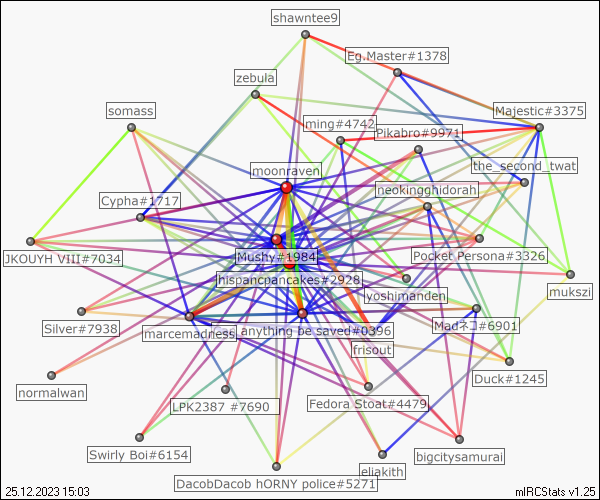 shawntee9
Eg.Master#1378
zebula
somass
Majestic#3375
ming#4742
Pikabro#9971
the_second_twat
moonraven
neokingghidorah
Cypha#1717
Mushy#1984
Pocket Persona#3326
JKOUYH VIII#7034
hispancpancakes#2928
yoshimanden
mukszi
Silver#7938
marcemadness
anything be saved#0396
Madネコ#6901
frisout
Duck#1245
normalwan
LPK2387 #7690
Fedora Stoat#4479
Swirly Boi#6154
bigcitysamurai
eliakith
DacobDacob hORNY police#5271
25.12.2023 15:03
mIRCStats v1.25